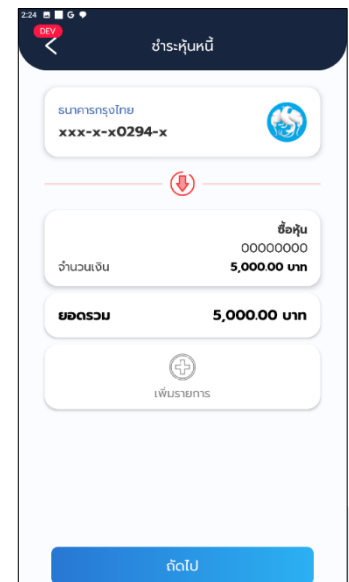 2:24 G
DEV
ชำระหุ้นหนี้
ธนาคารกรุงไทย
xxx-x-x0294-x
ซื้อหุ้น
00000000
จำนวนเงิน 5,000.00 บาท
ยอดรวม 5,000.00 บาท
เพิ่มรายการ
ถัดไป